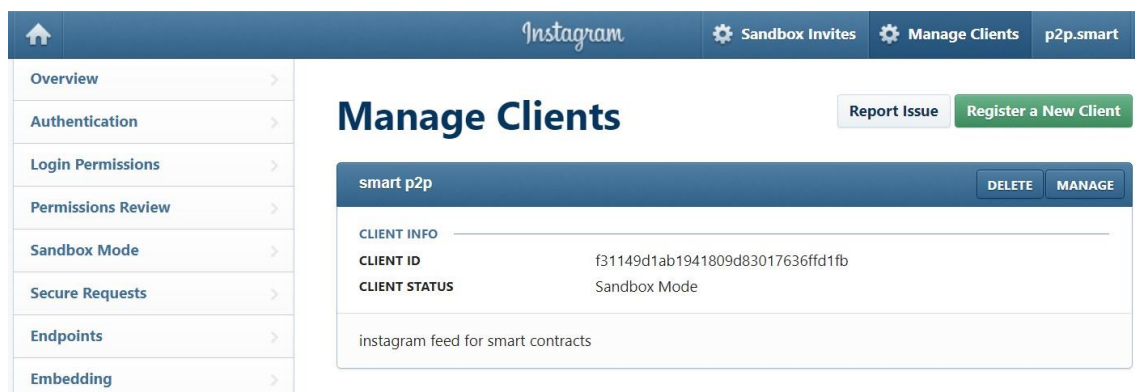 Instagram
Sandbox Invites
Manage Clients
p2p.smart
Overview
Authentication
Login Permissions
Permissions Review
Sandbox Mode
Secure Requests
Endpoints
Embedding
Manage Clients
Report Issue
Register a New Client
smart p2p
DELETE
MANAGE
CLIENT INFO
CLIENT ID f31149d1ab1941809d83017636ffd1fb
CLIENT STATUS Sandbox Mode
instagram feed for smart contracts